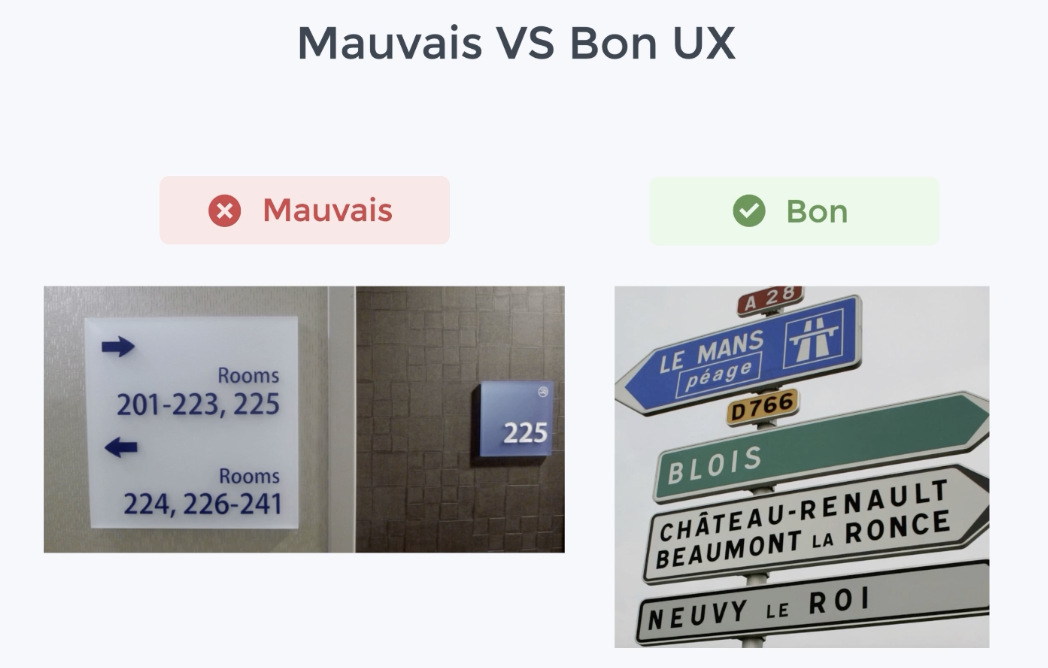 Mauvais VS Bon UX
Mauvais
Bon
Rooms
201-223, 225
Rooms
224, 226-241
225
A 28
LE MANS
péage
D766
BLOIS
CHÂTEAU-RENAULT
BEAUMONT LA RONCE
NEUVY LE ROI